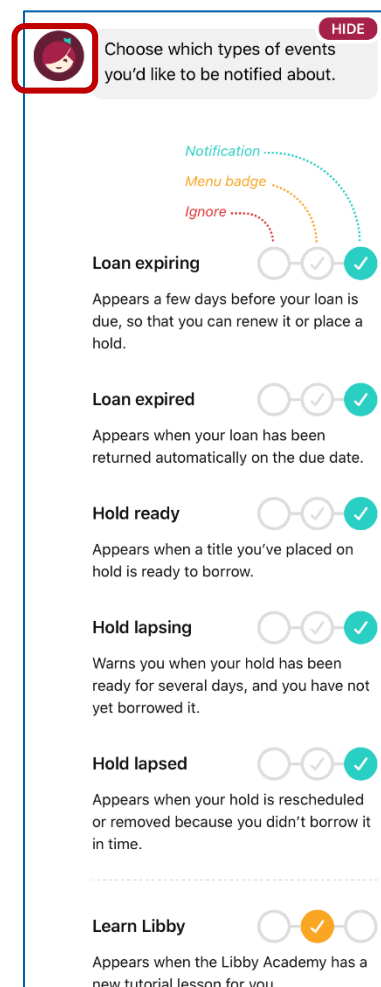 HIDE
Choose which types of events
you’d like to be notified about.
Notification
Menu badge
Ignore
Loan expiring
Appears a few days before your loan is
due, so that you can renew it or place a
hold.
Loan expired
Appears when your loan has been
returned automatically on the due date.
Hold ready
Appears when a title you’ve placed on
hold is ready to borrow.
Hold lapsing
Warns you when your hold has been
ready for several days, and you have not
yet borrowed it.
Hold lapsed
Appears when your hold is rescheduled
or removed because you didn’t borrow it
in time.
Learn Libby
Appears when the Libby Academy has a
new tutorial lesson for you